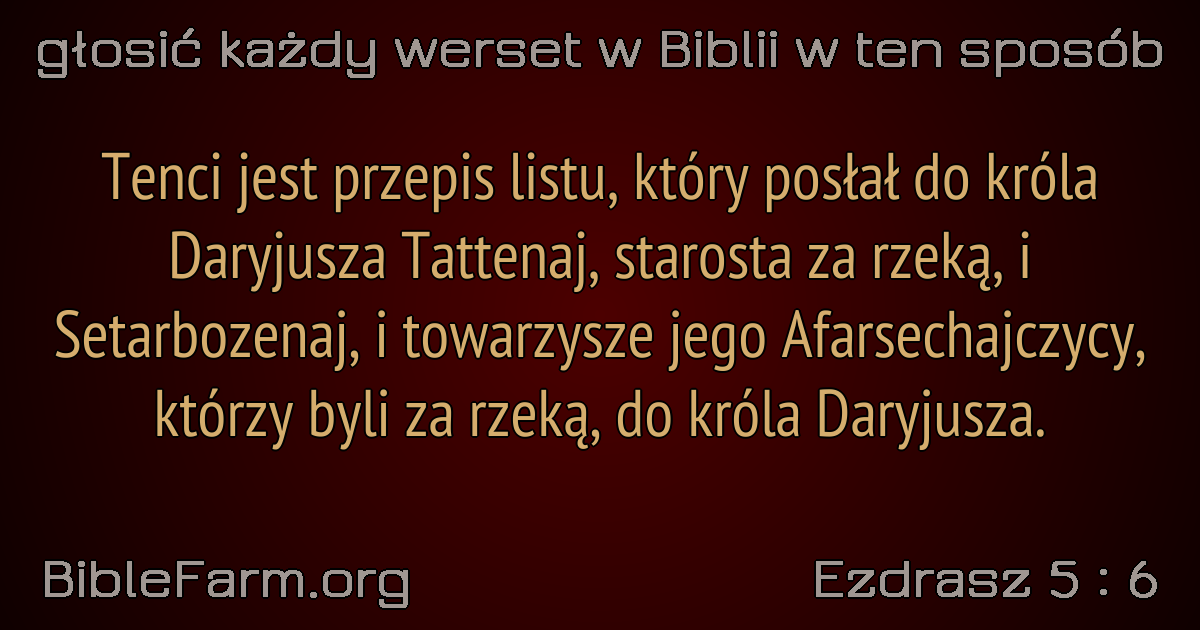 głosić każdy werset w Biblii w ten sposób
Tenci jest przepis listu, który posłał do króla
Daryjusza Tattenaj, starosta za rzeką, i
Setarbozenaj, i towarzysze jego Afarsechajczycy,
którzy byli za rzeką, do króla Daryjusza.
BibleFarm.org
Ezdrasz 5 : 6